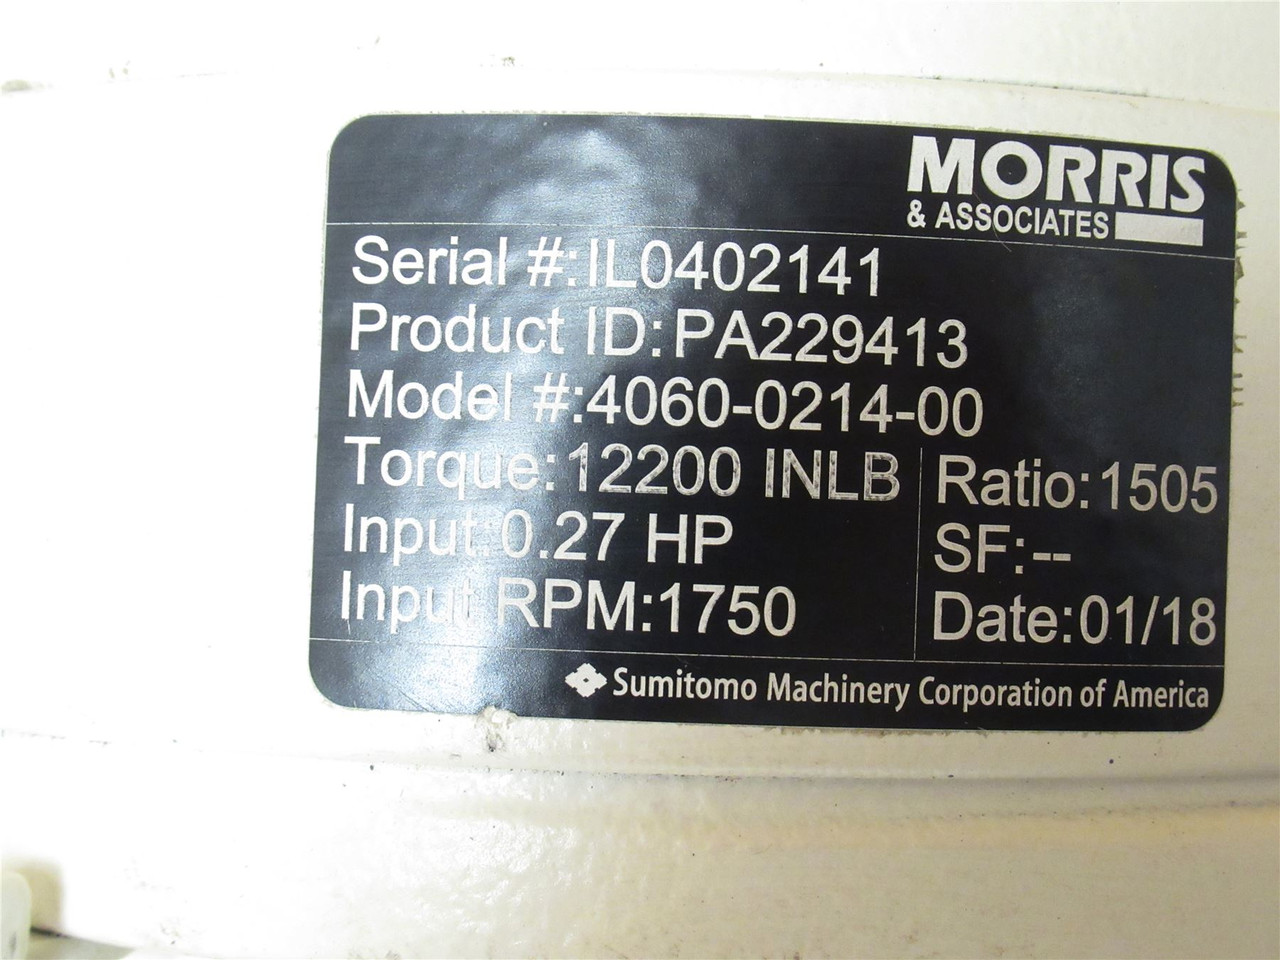 MORRIS
& ASSOCIATES
Serial #:IL0402141
Product ID:PA229413
Model #:4060-0214-00
Torque:12200 INLB
Ratio:1505
Input:0.27 HP
SF:--
Input RPM:1750
Date:01/18
Sumitomo Machinery Corporation of America